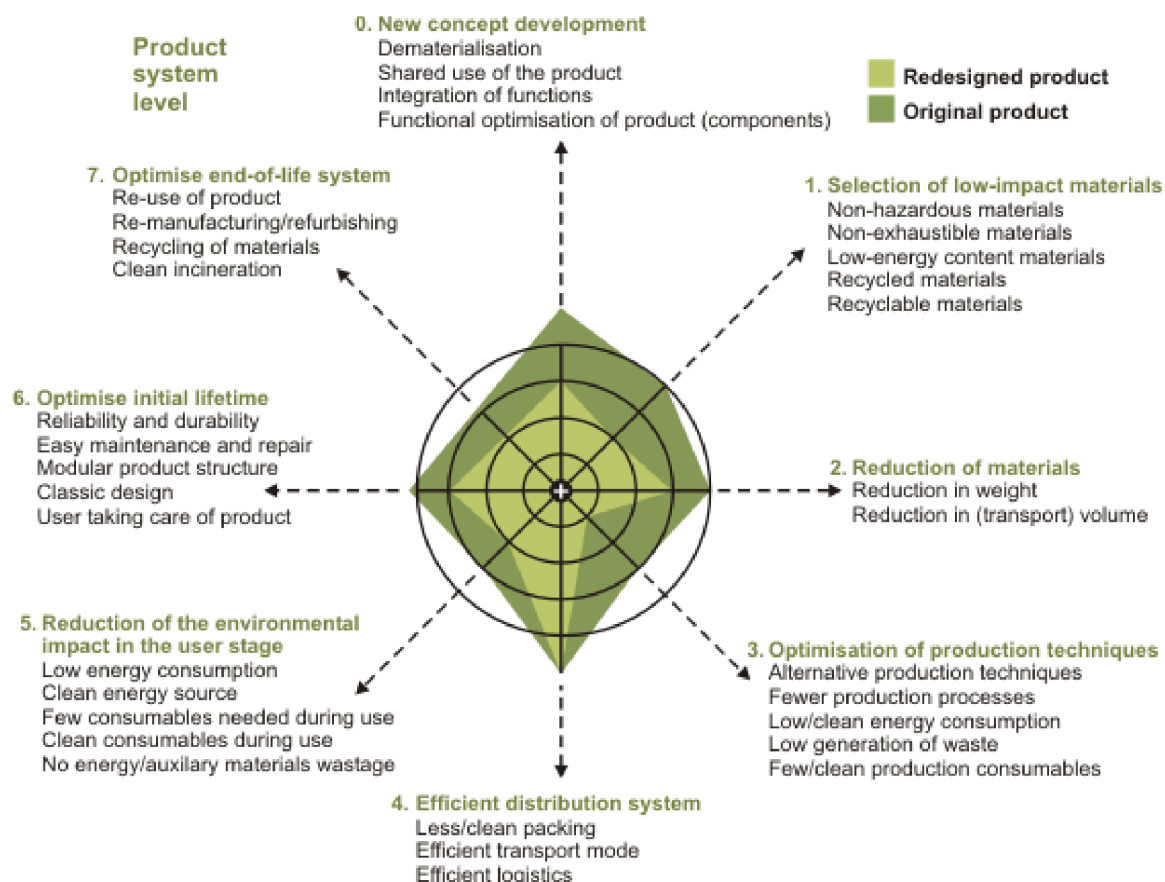 Product
system
level
0. New concept development
Dematerialisation
Shared use of the product
Integration of functions
Functional optimisation of product (components)
Redesigned product
Original product
1. Selection of low-impact materials
Non-hazardous materials
Non-exhaustible materials
Low-energy content materials
Recycled materials
Recyclable materials
2. Reduction of materials
Reduction in weight
Reduction in (transport) volume
3. Optimisation of production techniques
Alternative production techniques
Fewer production processes
Low/clean energy consumption
Low generation of waste
Few/clean production consumables
4. Efficient distribution system
Less/clean packing
Efficient transport mode
Efficient logistics
5. Reduction of the environmental
impact in the user stage
Low energy consumption
Clean energy source
Few consumables needed during use
Clean consumables during use
No energy/auxilary materials wastage
6. Optimise initial lifetime
Reliability and durability
Easy maintenance and repair
Modular product structure
Classic design
User taking care of product
7. Optimise end-of-life system
Re-use of product
Re-manufacturing/refurbishing
Recycling of materials
Clean incineration